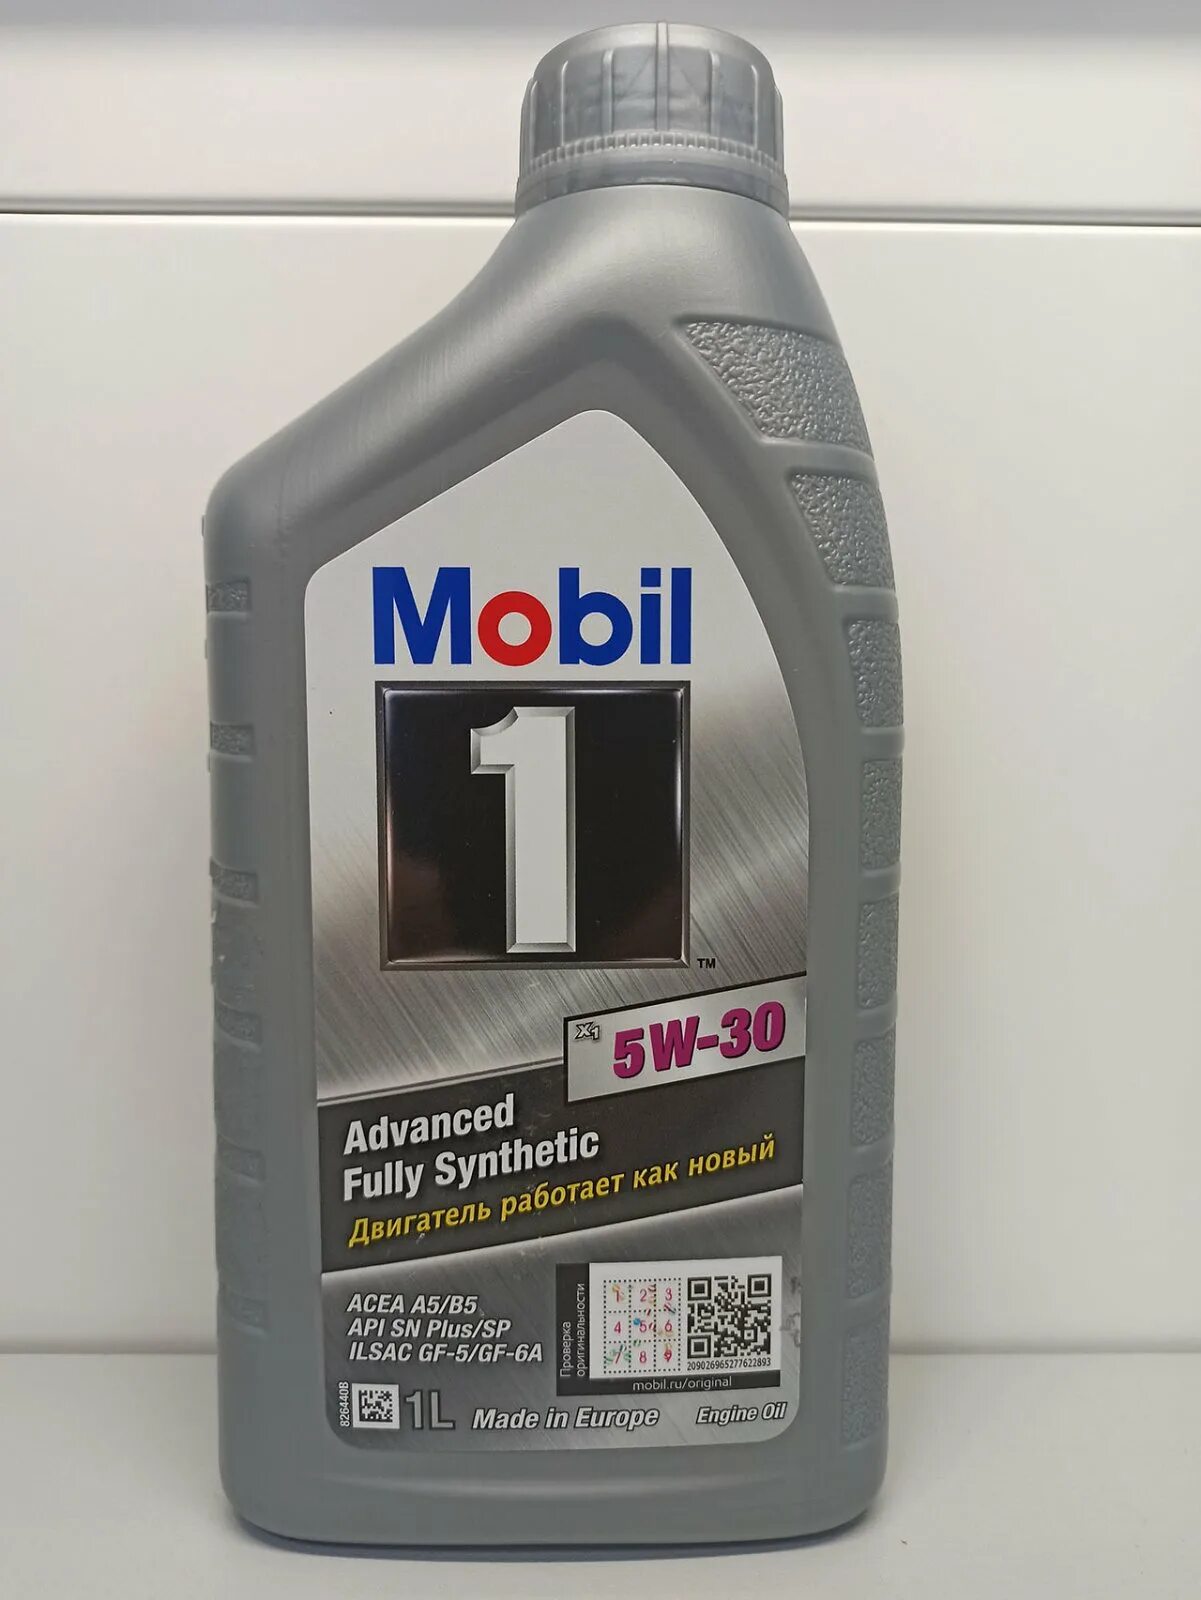 Mobil
1
TM
X1 5W-30
Advanced
Fully Synthetic
Двигатель работает как новый
ACEA A5/B5
API SN Plus/SP
ILSAC GF-5/GF-6A
Проверка
оригинальности
1 2 3
4 5 6
7 8 9
209026965277622893
mobil.ru/original
826440B
1L Made in Europe Engine Oil